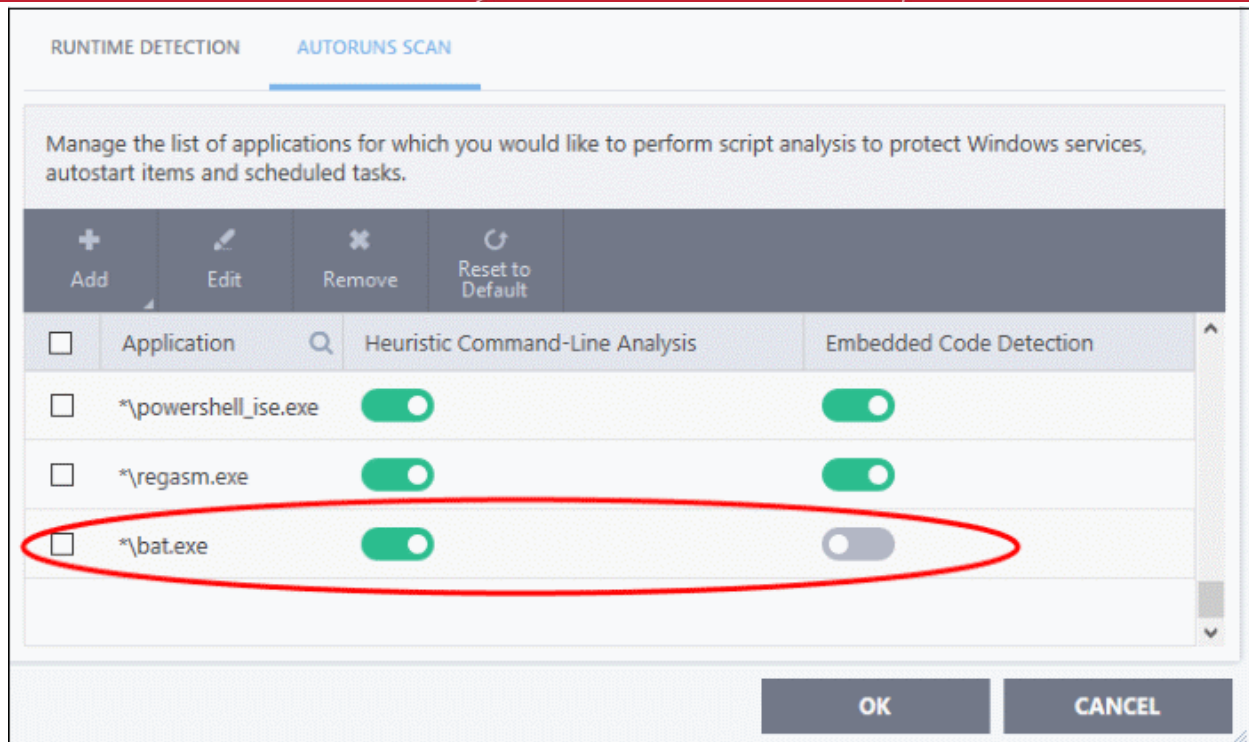 RUNTIME DETECTION AUTORUNS SCAN
Manage the list of applications for which you would like to perform script analysis to protect Windows services,
autostart items and scheduled tasks.
Add Edit Remove Reset to
Default
Application Heuristic Command-Line Analysis Embedded Code Detection
*\powershell_ise.exe
*\regasm.exe
*\bat.exe
OK CANCEL